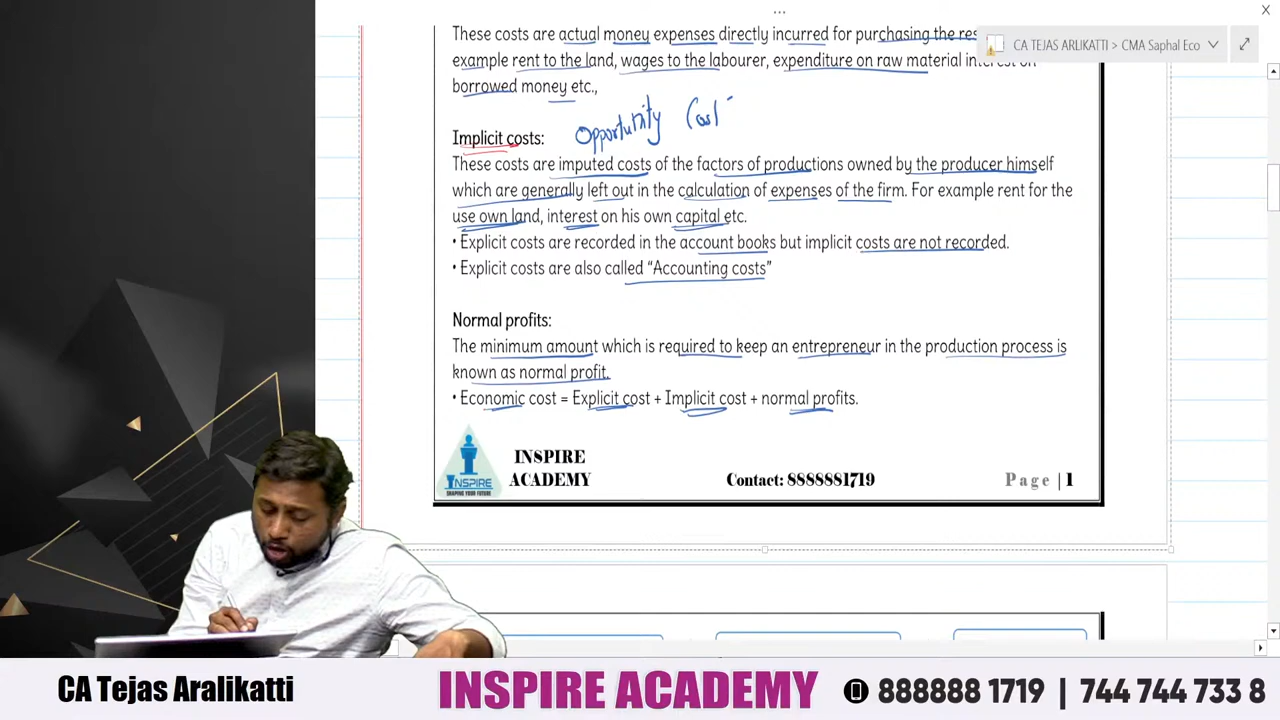 ...
CA TEJAS ARLIKATTI > CMA Saphal Eco
These costs are actual money expenses directly incurred for purchasing the
example rent to the land, wages to the labourer, expenditure on raw material
borrowed money etc.,
Implicit costs: Opportunity Cost
These costs are imputed costs of the factors of productions owned by the producer himself
which are generally left out in the calculation of expenses of the firm. For example rent for the
use own land, interest on his own capital etc.
• Explicit costs are recorded in the account books but implicit costs are not recorded.
• Explicit costs are also called “Accounting costs”
Normal profits:
The minimum amount which is required to keep an entrepreneur in the production process is
known as normal profit.
• Economic cost = Explicit cost + Implicit cost + normal profits.
INSPIRE
SHAPING YOUR FUTURE
INSPIRE
ACADEMY
Contact: 8888881719
Page | 1
CA Tejas Aralikatti
INSPIRE ACADEMY
888888 1719 | 744 744 733 8